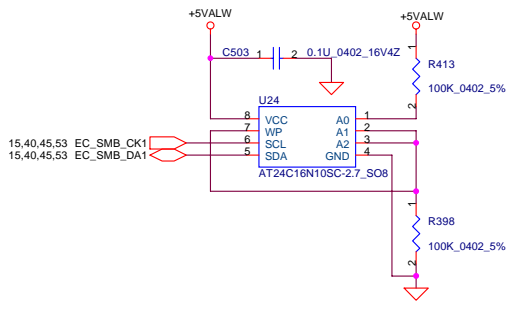 +5VALW
+5VALW
C503 1 2 0.1U_0402_16V4Z
1
R413
100K_0402_5%
2
U24
8 VCC A0 1
7 WP A1 2
15,40,45,53 EC_SMB_CK1 6 SCL A2 3
15,40,45,53 EC_SMB_DA1 5 SDA GND 4
AT24C16N10SC-2.7_SO8
1
R398
100K_0402_5%
2